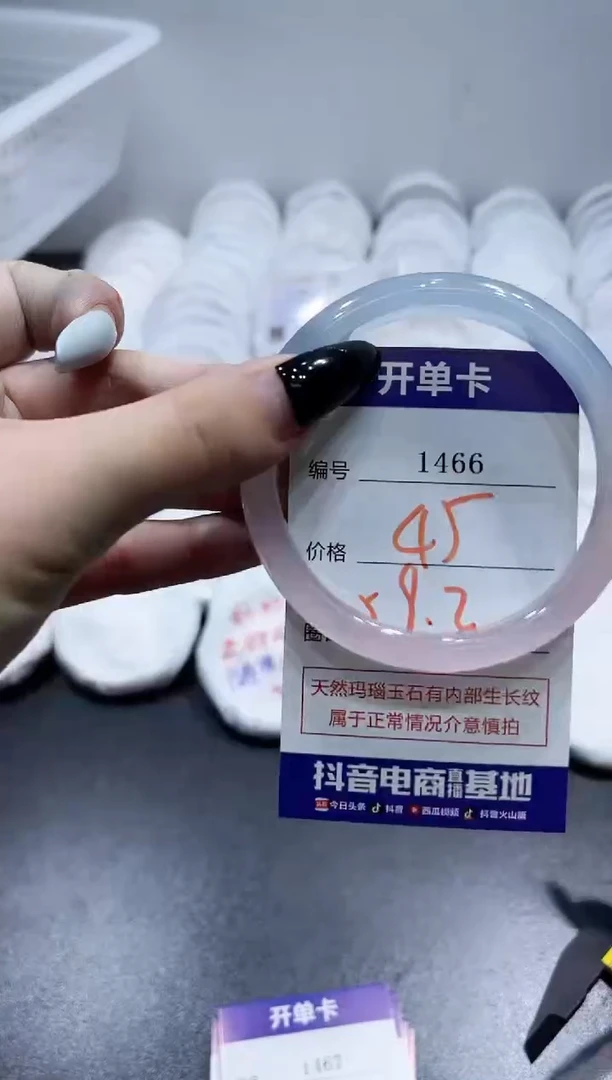 开单卡
编号 1466
价格 45
59.2
天然玛瑙玉石有内部生长纹
属于正常情况介意慎拍
抖音电商直播基地
今日头条 抖音 西瓜视频 抖音火山版
开单卡
1467